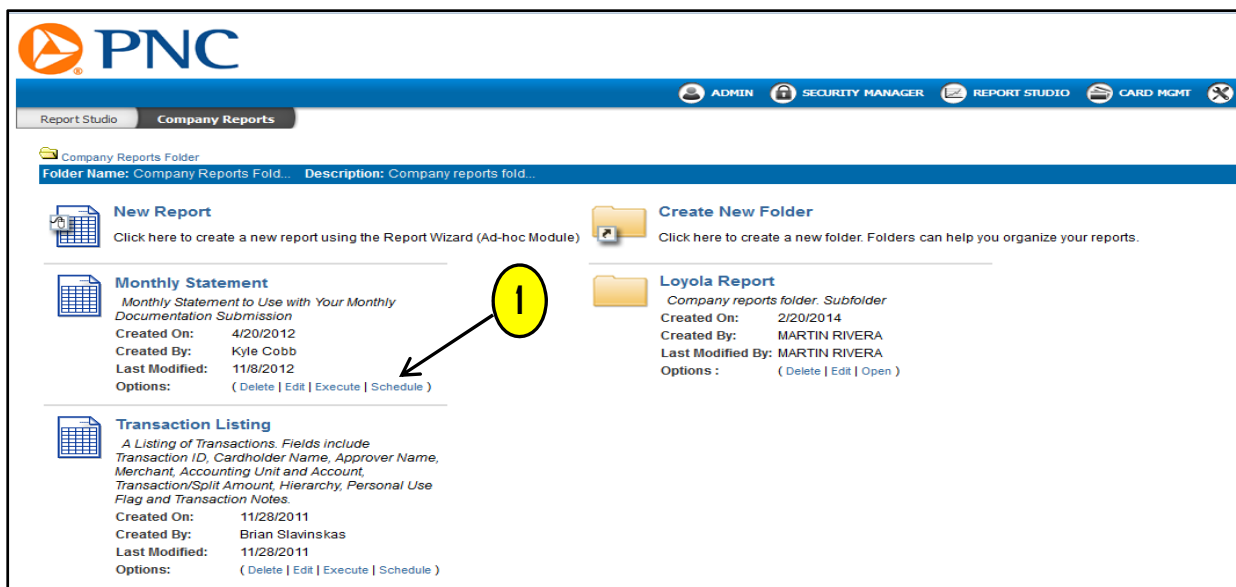 PNC
ADMIN SECURITY MANAGER REPORT STUDIO CARD MGMT
Report Studio Company Reports
Company Reports Folder
Folder Name: Company Reports Fold... Description: Company reports fold...
New Report
Click here to create a new report using the Report Wizard (Ad-hoc Module)
Create New Folder
Click here to create a new folder. Folders can help you organize your reports.
Monthly Statement
Monthly Statement to Use with Your Monthly
Documentation Submission
Created On: 4/20/2012
Created By: Kyle Cobb
Last Modified: 11/8/2012
Options: ( Delete | Edit | Execute | Schedule )
1
Loyola Report
Company reports folder. Subfolder
Created On: 2/20/2014
Created By: MARTIN RIVERA
Last Modified By: MARTIN RIVERA
Options : ( Delete | Edit | Open )
Transaction Listing
A Listing of Transactions. Fields include
Transaction ID, Cardholder Name, Approver Name,
Merchant, Accounting Unit and Account,
Transaction/Split Amount, Hierarchy, Personal Use
Flag and Transaction Notes.
Created On: 11/28/2011
Created By: Brian Slavinskas
Last Modified: 11/28/2011
Options: ( Delete | Edit | Execute | Schedule )